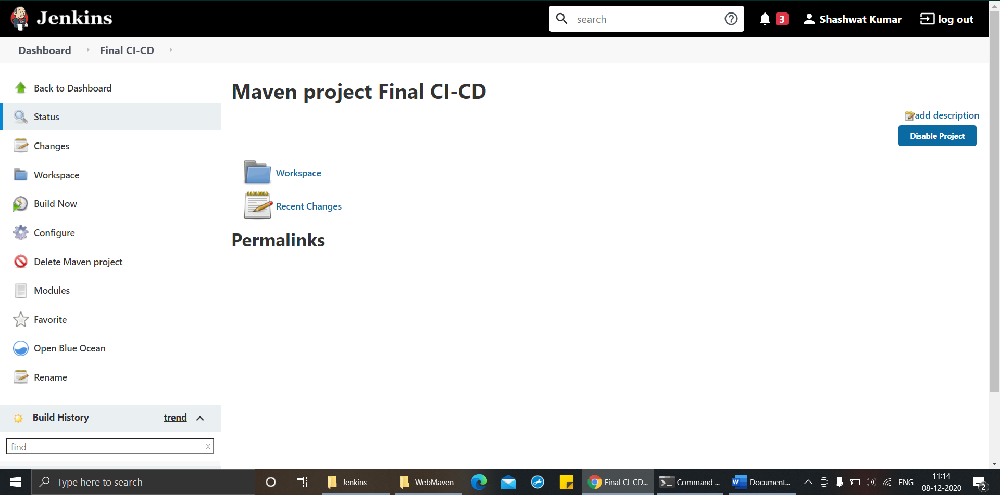 Jenkins
search
3
Shashwat Kumar
log out
Dashboard
Final CI-CD
Back to Dashboard
Status
Changes
Workspace
Build Now
Configure
Delete Maven project
Modules
Favorite
Open Blue Ocean
Rename
Build History
trend
find
x
Maven project Final CI-CD
add description
Disable Project
Workspace
Recent Changes
Permalinks
Type here to search
Jenkins
WebMaven
Final CI-CD...
Command ...
Document...
ENG
11:14
08-12-2020
2